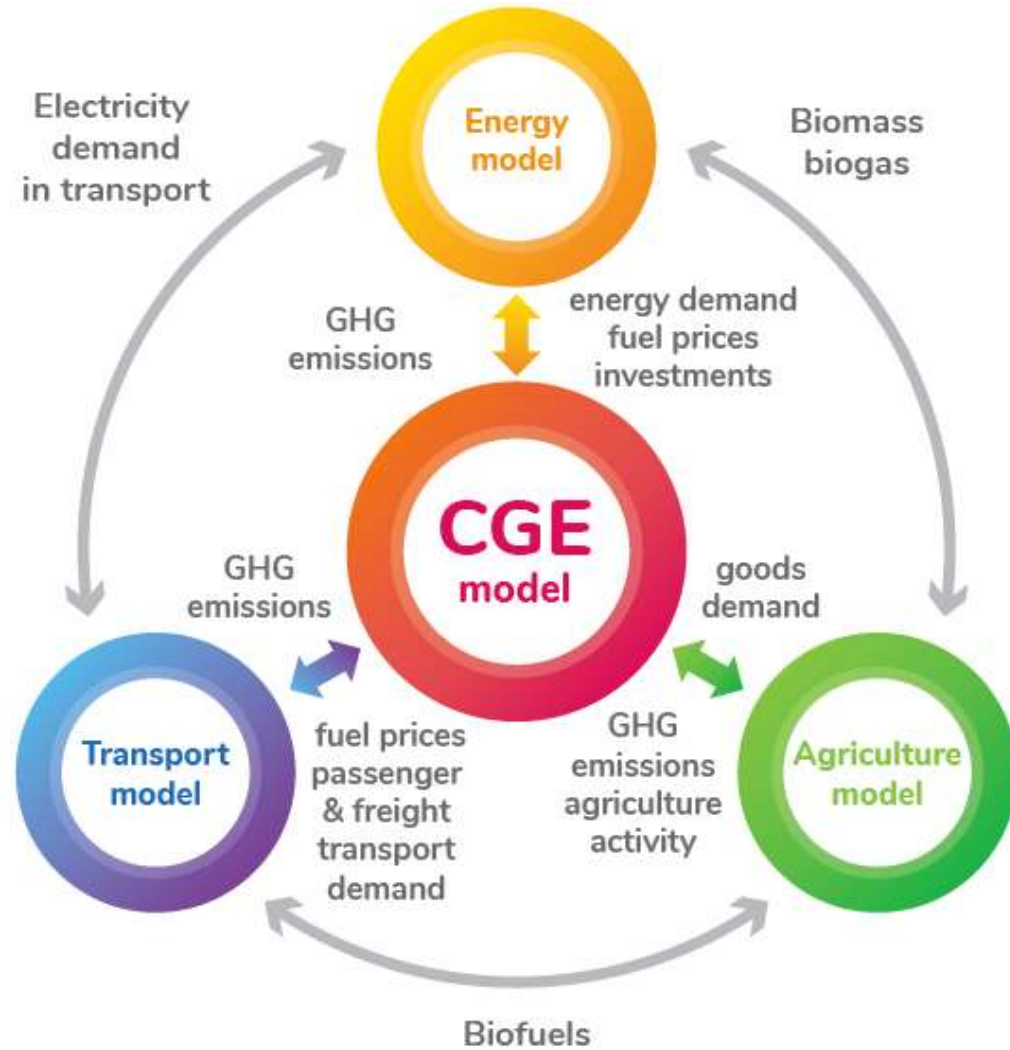 Energy
model
Electricity
demand
in transport
Biomass
biogas
GHG
emissions
energy demand
fuel prices
investments
CGE
model
GHG
emissions
goods
demand
Transport
model
fuel prices
passenger
& freight
transport
demand
GHG
emissions
agriculture
activity
Agriculture
model
Biofuels